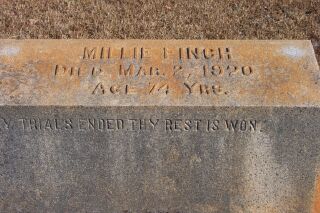 MILLIE FINCH
DIED MAR. 2, 1920
AGE 74 YRS.
Y TRIALS ENDED THY REST IS WON.